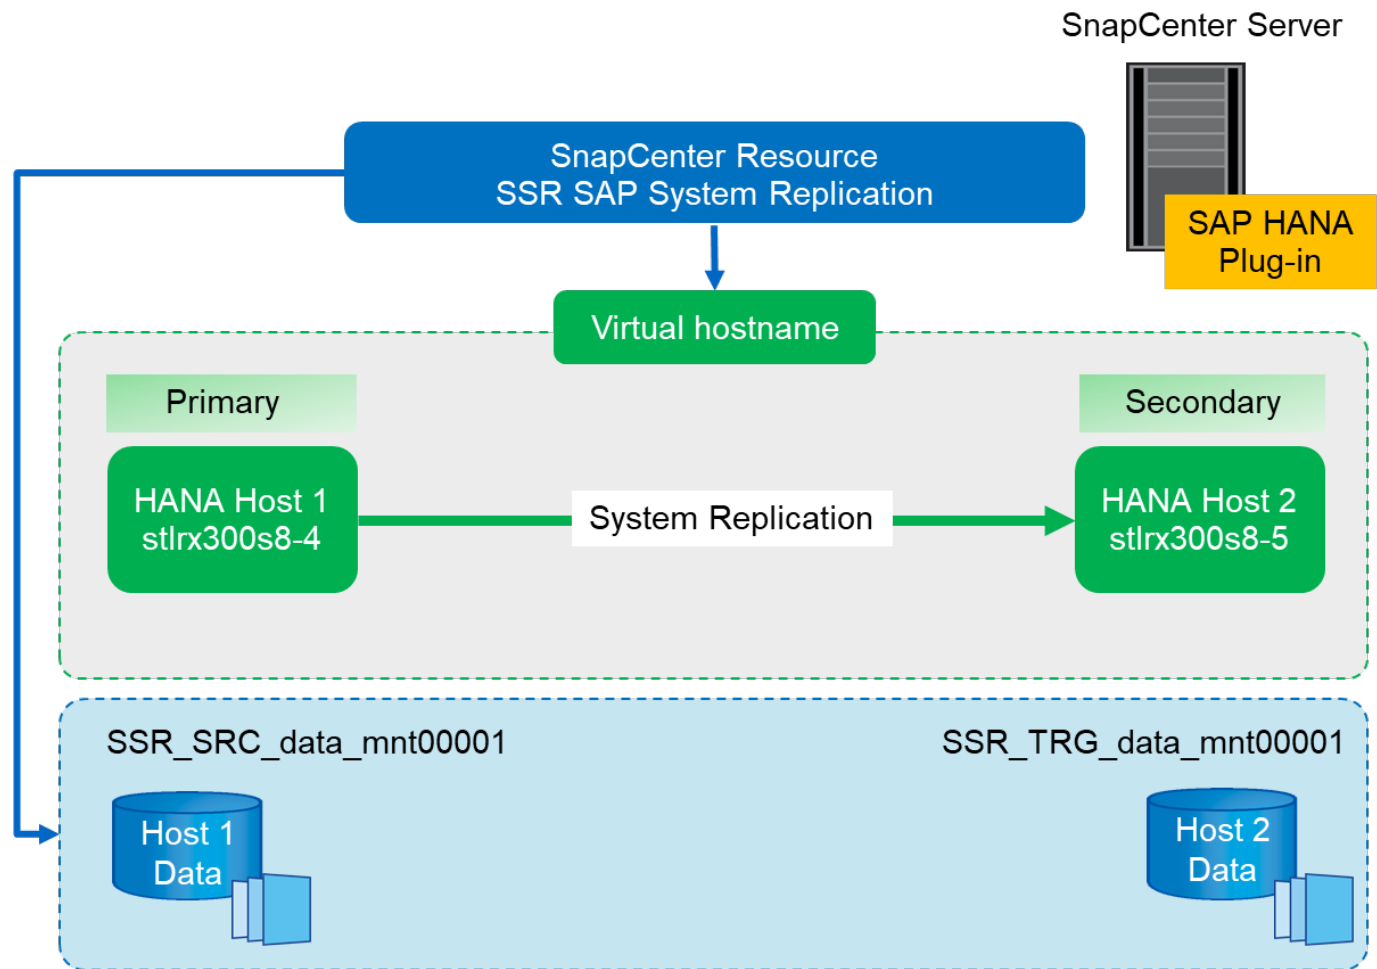 SnapCenter Server
SnapCenter Resource
SSR SAP System Replication
SAP HANA
Plug-in
Virtual hostname
Primary
Secondary
HANA Host 1
stlrx300s8-4
System Replication
HANA Host 2
stlrx300s8-5
SSR_SRC_data_mnt00001
SSR_TRG_data_mnt00001
Host 1
Data
Host 2
Data